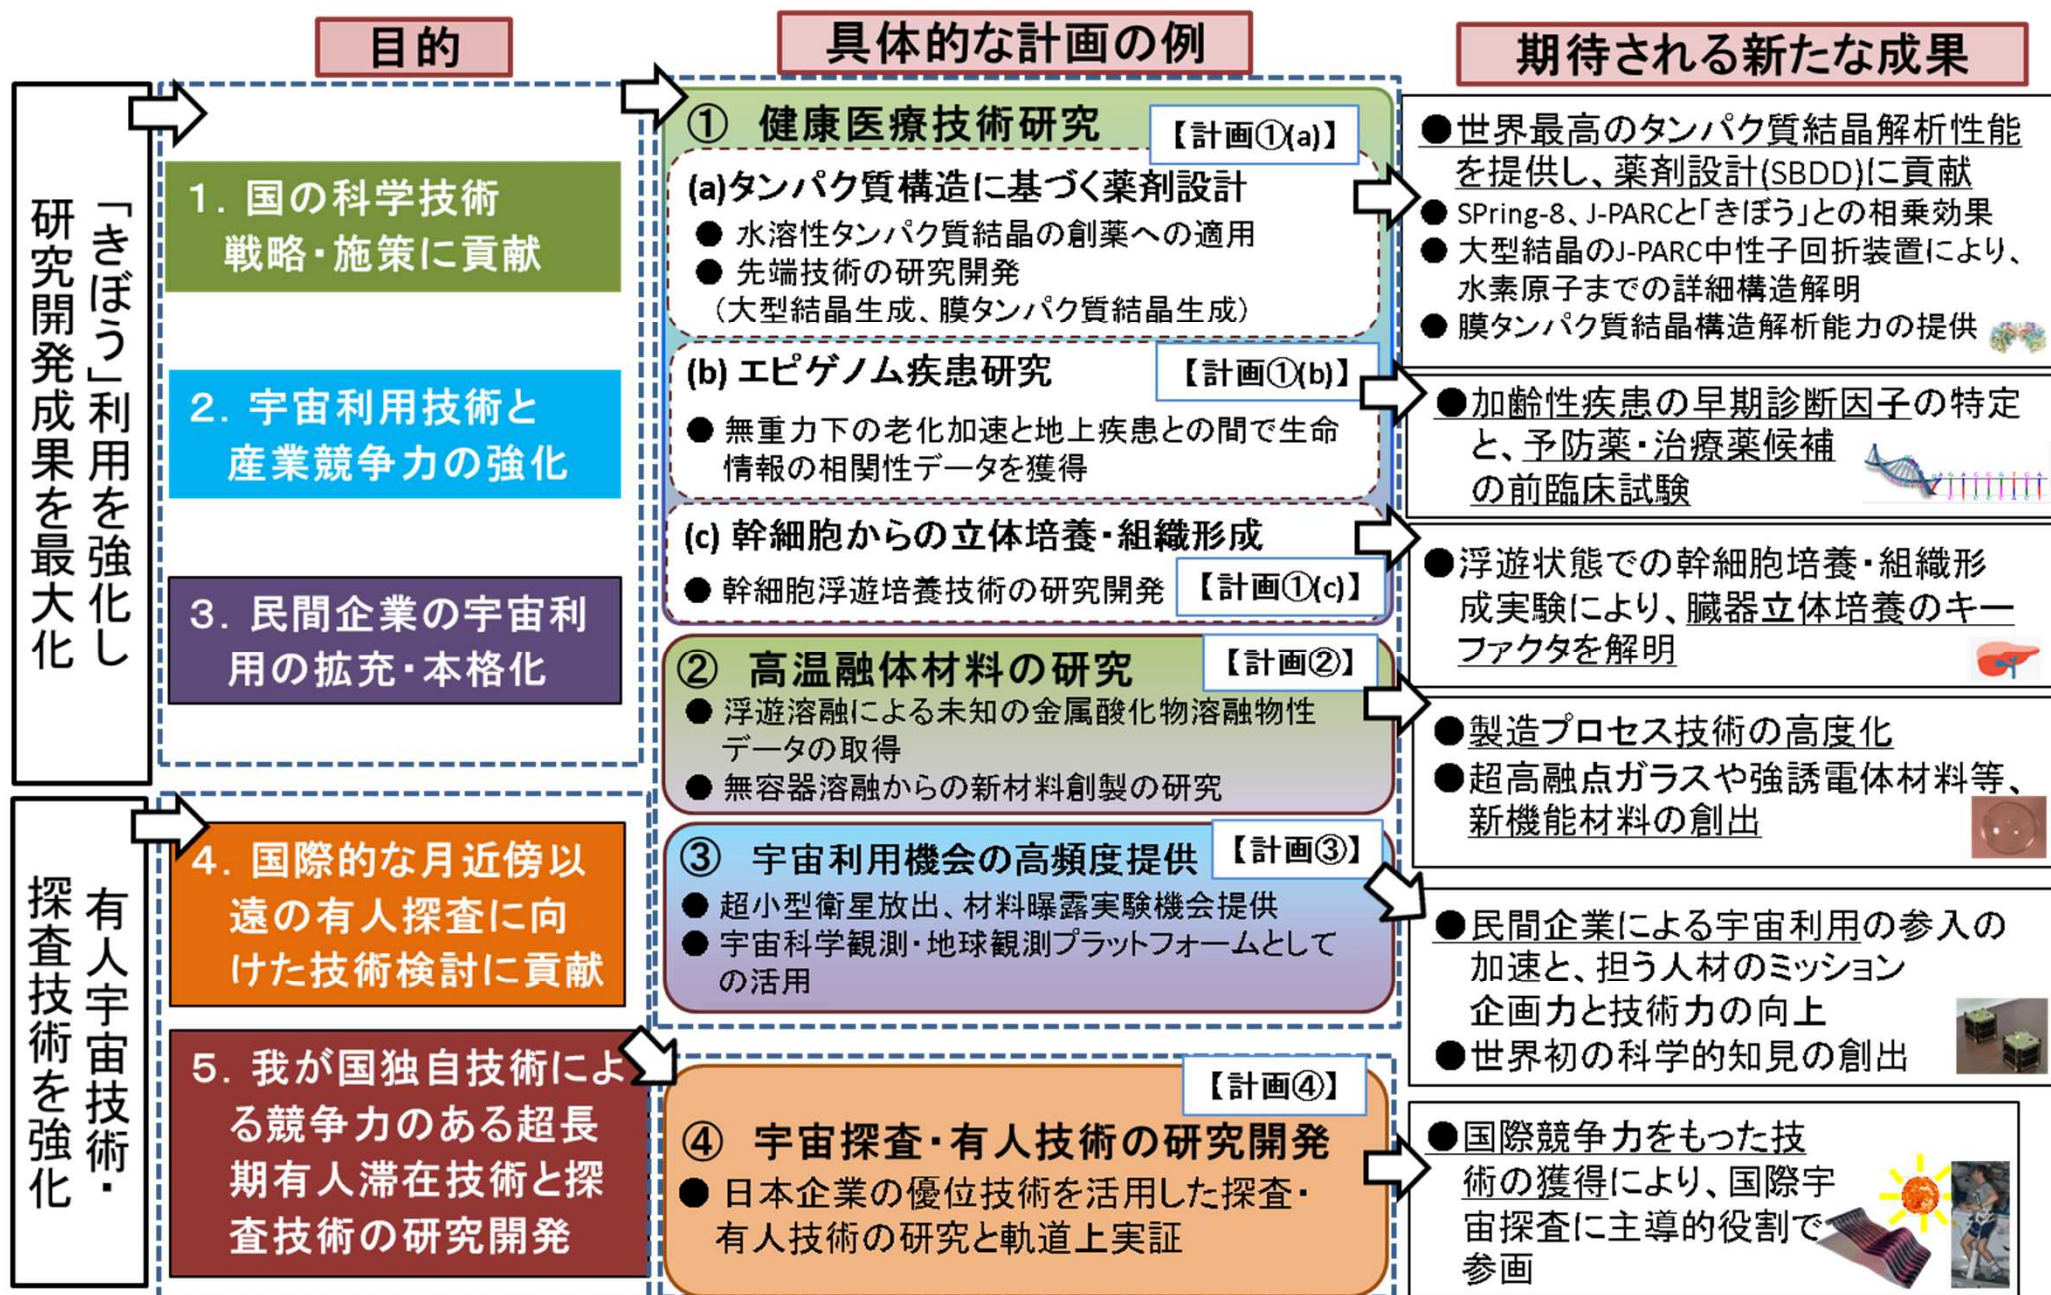 目的
具体的な計画の例
期待される新たな成果
「きぼう」利用を強化し
研究開発成果を最大化
1. 国の科学技術
戦略・施策に貢献
2. 宇宙利用技術と
産業競争力の強化
3. 民間企業の宇宙利
用の拡充・本格化
有人宇宙技術・
探査技術を強化
4. 国際的な月近傍以
遠の有人探査に向
けた技術検討に貢献
5. 我が国独自技術によ
る競争力のある超長
期有人滞在技術と探
査技術の研究開発
① 健康医療技術研究
【計画①(a)】
(a)タンパク質構造に基づく薬剤設計
● 水溶性タンパク質結晶の創薬への適用
● 先端技術の研究開発
(大型結晶生成、膜タンパク質結晶生成)
(b) エピゲノム疾患研究
【計画①(b)】
● 無重力下の老化加速と地上疾患との間で生命
情報の相関性データを獲得
(c) 幹細胞からの立体培養・組織形成
● 幹細胞浮遊培養技術の研究開発
【計画①(c)】
② 高温融体材料の研究
【計画②】
● 浮遊溶融による未知の金属酸化物溶融物性
データの取得
● 無容器溶融からの新材料創製の研究
③ 宇宙利用機会の高頻度提供
【計画③】
● 超小型衛星放出、材料曝露実験機会提供
● 宇宙科学観測・地球観測プラットフォームとして
の活用
【計画④】
④ 宇宙探査・有人技術の研究開発
● 日本企業の優位技術を活用した探査・
有人技術の研究と軌道上実証
●世界最高のタンパク質結晶解析性能
を提供し、薬剤設計(SBDD)に貢献
● SPring-8、J-PARCと「きぼう」との相乗効果
● 大型結晶のJ-PARC中性子回折装置により、
水素原子までの詳細構造解明
● 膜タンパク質結晶構造解析能力の提供
●加齢性疾患の早期診断因子の特定
と、予防薬・治療薬候補
の前臨床試験
●浮遊状態での幹細胞培養・組織形
成実験により、臓器立体培養のキー
ファクタを解明
●製造プロセス技術の高度化
●超高融点ガラスや強誘電体材料等、
新機能材料の創出
●民間企業による宇宙利用の参入の
加速と、担う人材のミッション
企画力と技術力の向上
●世界初の科学的知見の創出
●国際競争力をもった技
術の獲得により、国際宇
宙探査に主導的役割で
参画